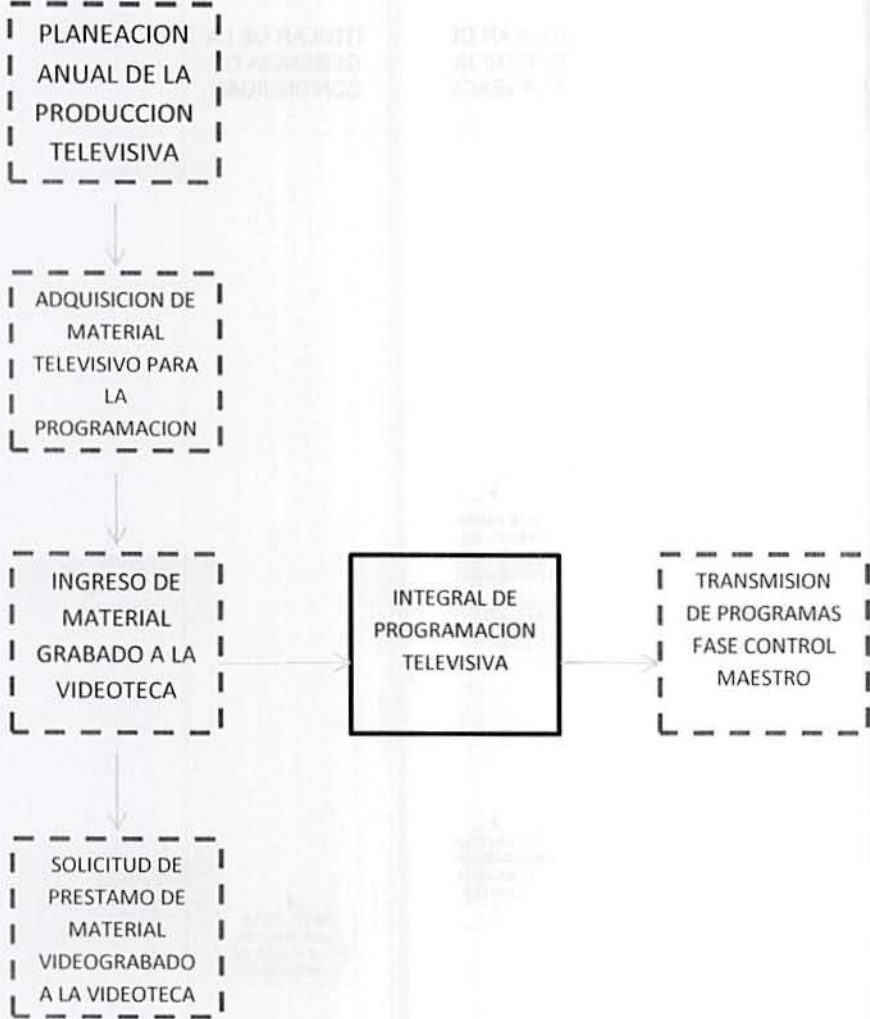 PLANEACION
ANUAL DE LA
PRODUCCION
TELEVISIVA
ADQUISICION DE
MATERIAL
TELEVISIVO PARA
LA
PROGRAMACION
INGRESO DE
MATERIAL
GRABADO A LA
VIDEOTECA
INTEGRAL DE
PROGRAMACION
TELEVISIVA
TRANSMISION
DE PROGRAMAS
FASE CONTROL
MAESTRO
SOLICITUD DE
PRESTAMO DE
MATERIAL
VIDEOGRABADO
A LA VIDEOTECA